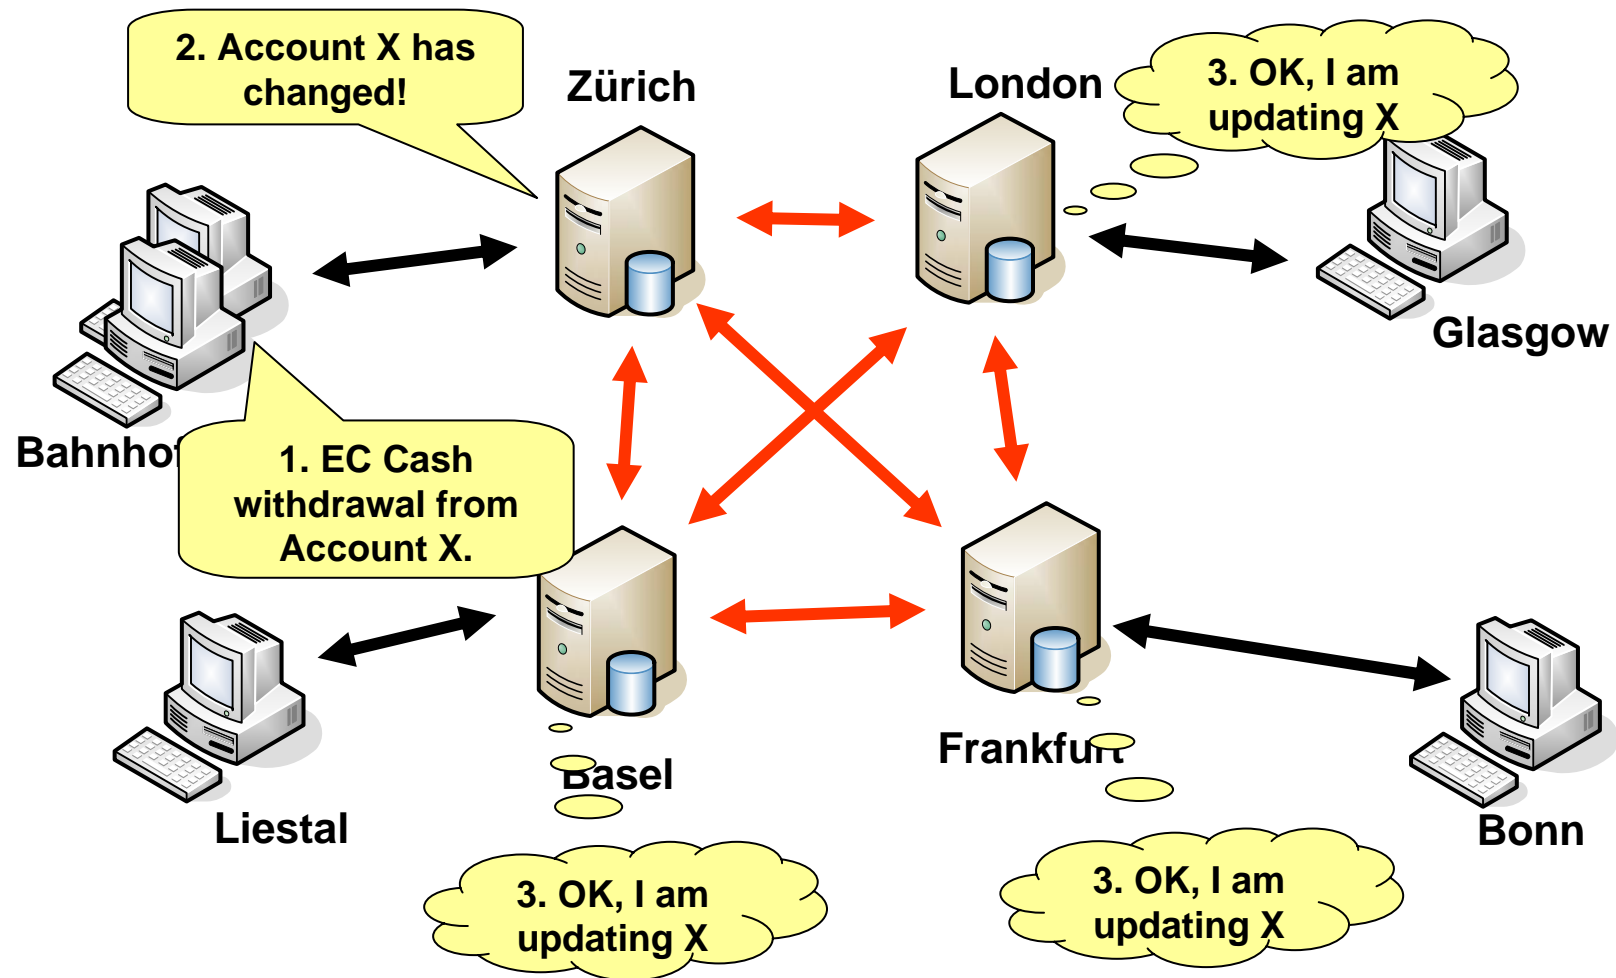 2. Account X has
changed!
Zürich
London
3. OK, I am
updating X
Glasgow
Bahnhof
1. EC Cash
withdrawal from
Account X.
Basel
Frankfurt
Liestal
Bonn
3. OK, I am
updating X
3. OK, I am
updating X